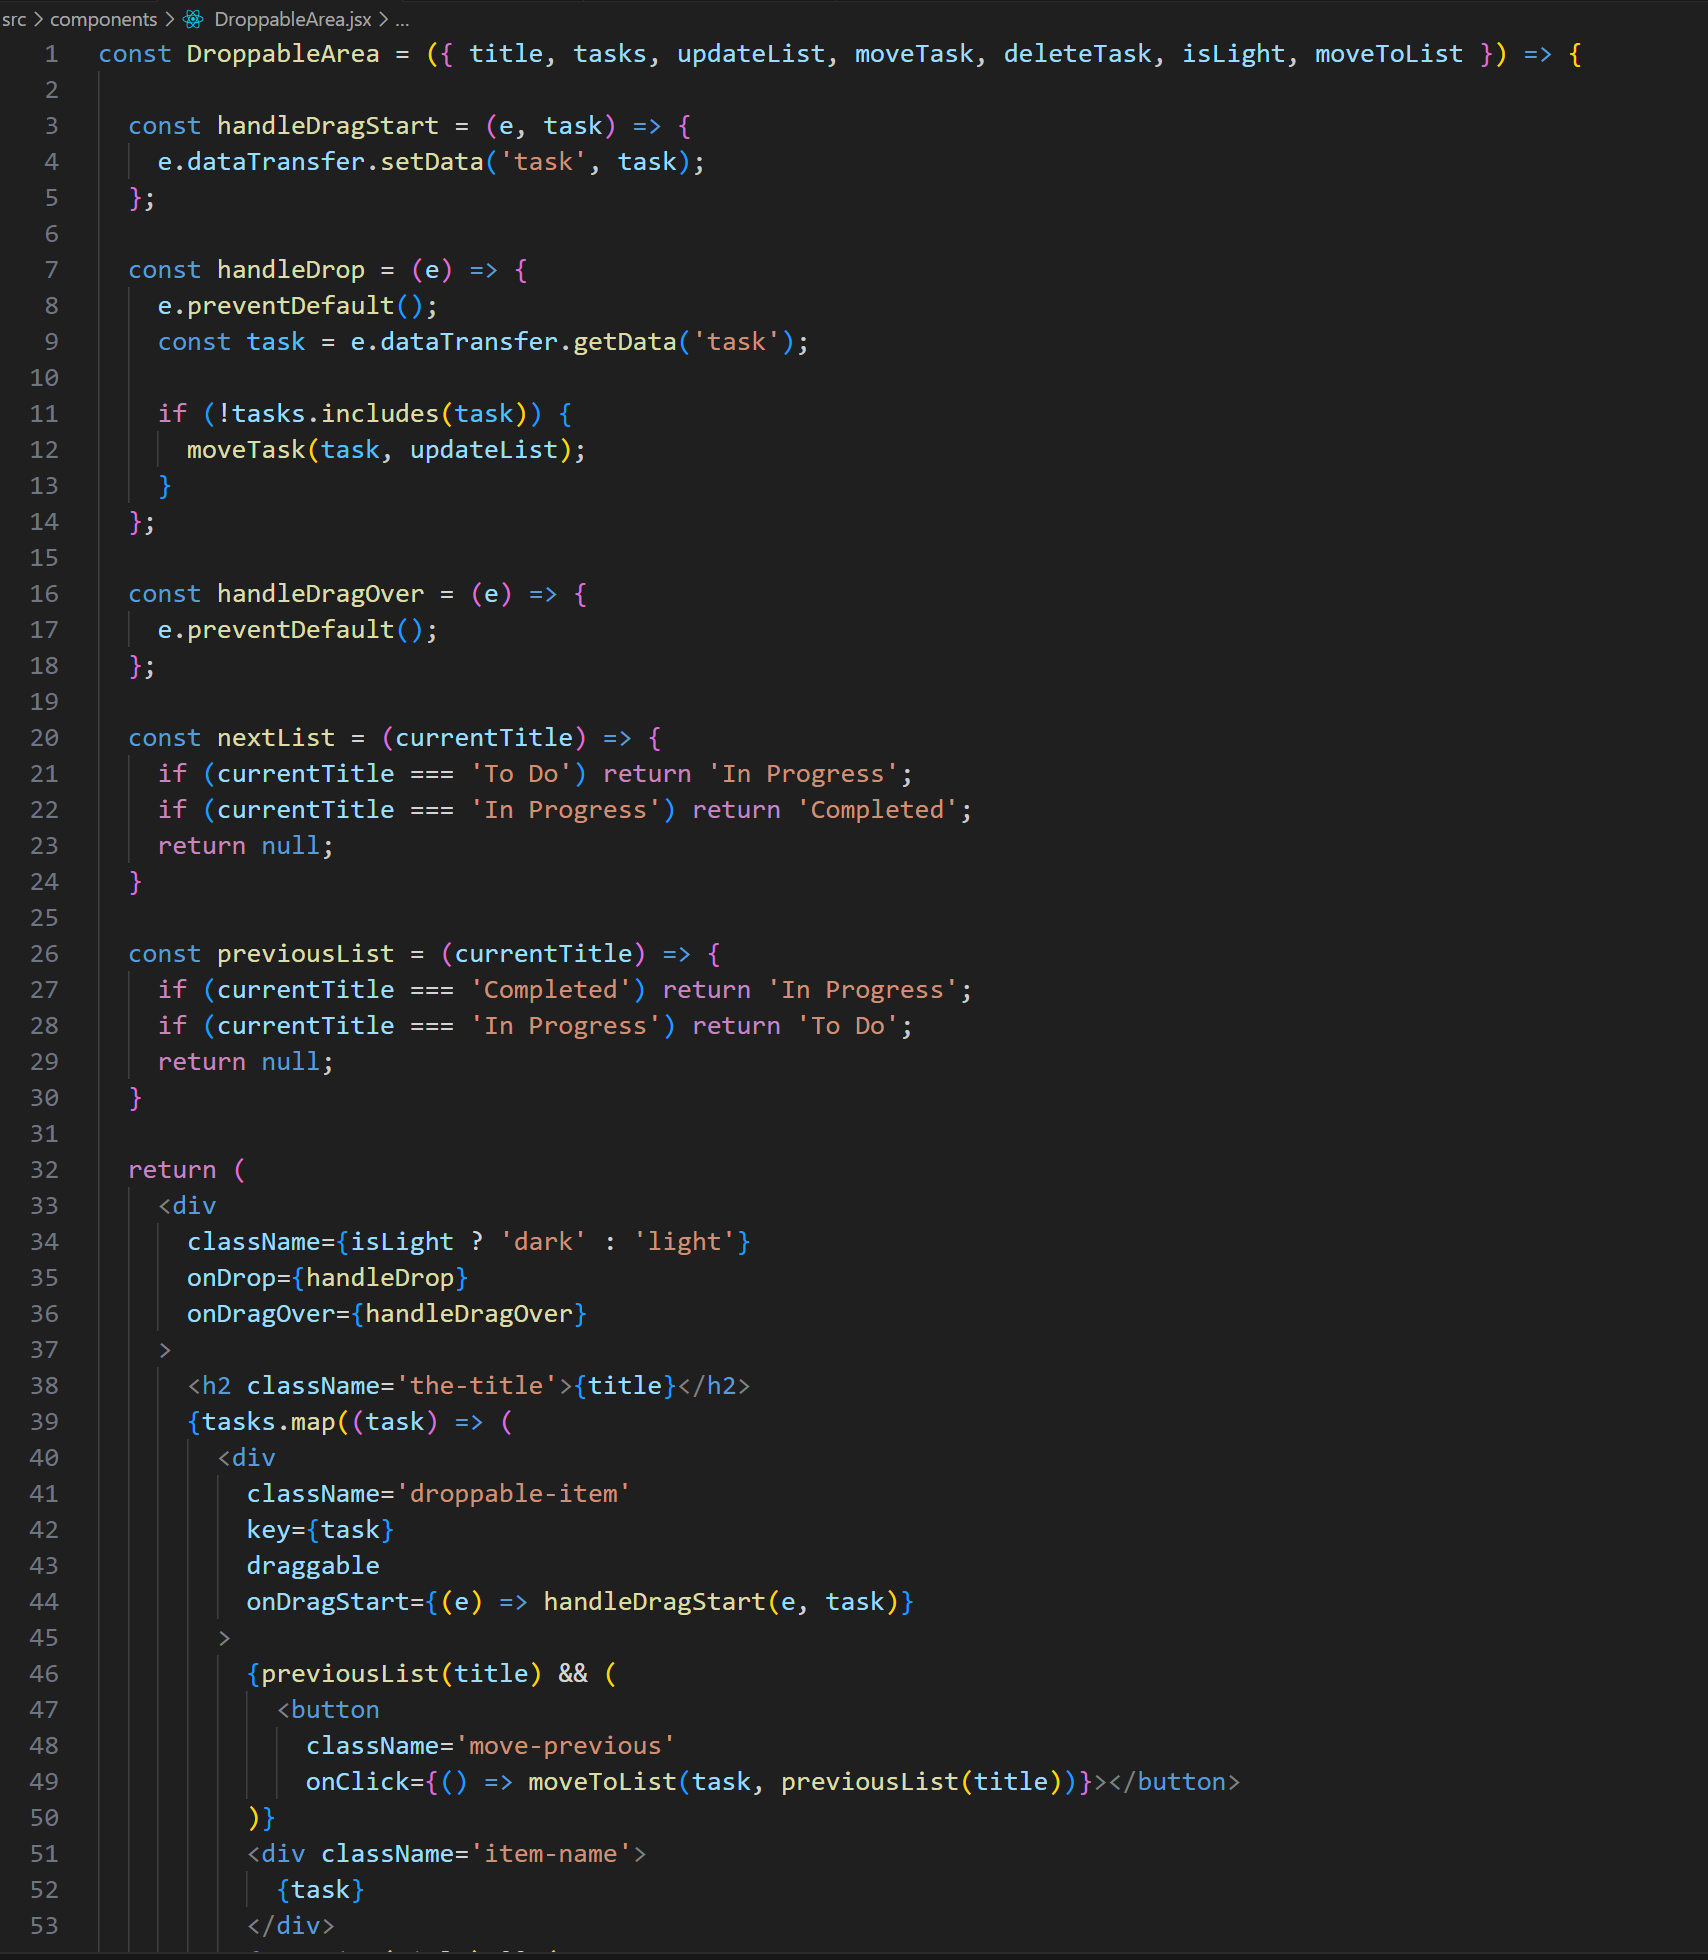 src > components > DroppableArea.jsx > ...
1 const DroppableArea = ({ title, tasks, updateList, moveTask, deleteTask, isLight, moveToList }) => {
2
3   const handleDragStart = (e, task) => {
4     e.dataTransfer.setData('task', task);
5   };
6
7   const handleDrop = (e) => {
8     e.preventDefault();
9     const task = e.dataTransfer.getData('task');
10
11     if (!tasks.includes(task)) {
12       moveTask(task, updateList);
13     }
14   };
15
16   const handleDragOver = (e) => {
17     e.preventDefault();
18   };
19
20   const nextList = (currentTitle) => {
21     if (currentTitle === 'To Do') return 'In Progress';
22     if (currentTitle === 'In Progress') return 'Completed';
23     return null;
24   }
25
26   const previousList = (currentTitle) => {
27     if (currentTitle === 'Completed') return 'In Progress';
28     if (currentTitle === 'In Progress') return 'To Do';
29     return null;
30   }
31
32   return (
33     <div
34       className={isLight ? 'dark' : 'light'}
35       onDrop={handleDrop}
36       onDragOver={handleDragOver}
37     >
38       <h2 className='the-title'>{title}</h2>
39       {tasks.map((task) => (
40         <div
41           className='droppable-item'
42           key={task}
43           draggable
44           onDragStart={(e) => handleDragStart(e, task)}
45         >
46           {previousList(title) && (
47             <button
48               className='move-previous'
49               onClick={() => moveToList(task, previousList(title))}></button>
50           )}
51           <div className='item-name'>
52             {task}
53           </div>